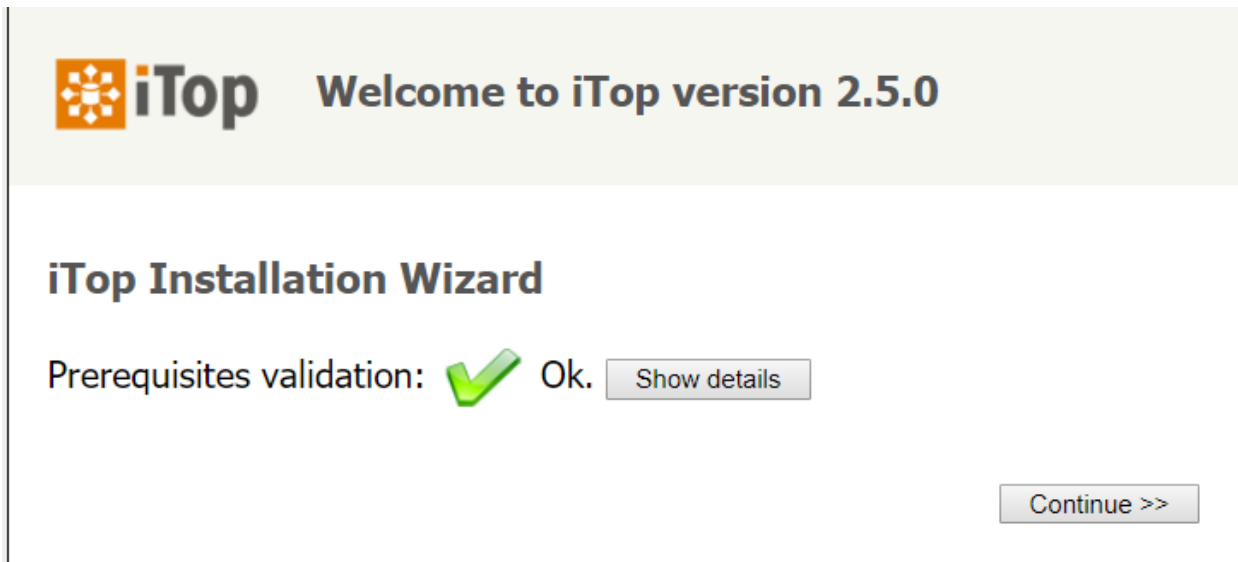 iTop Welcome to iTop version 2.5.0
iTop Installation Wizard
Prerequisites validation: Ok. Show details
Continue >>